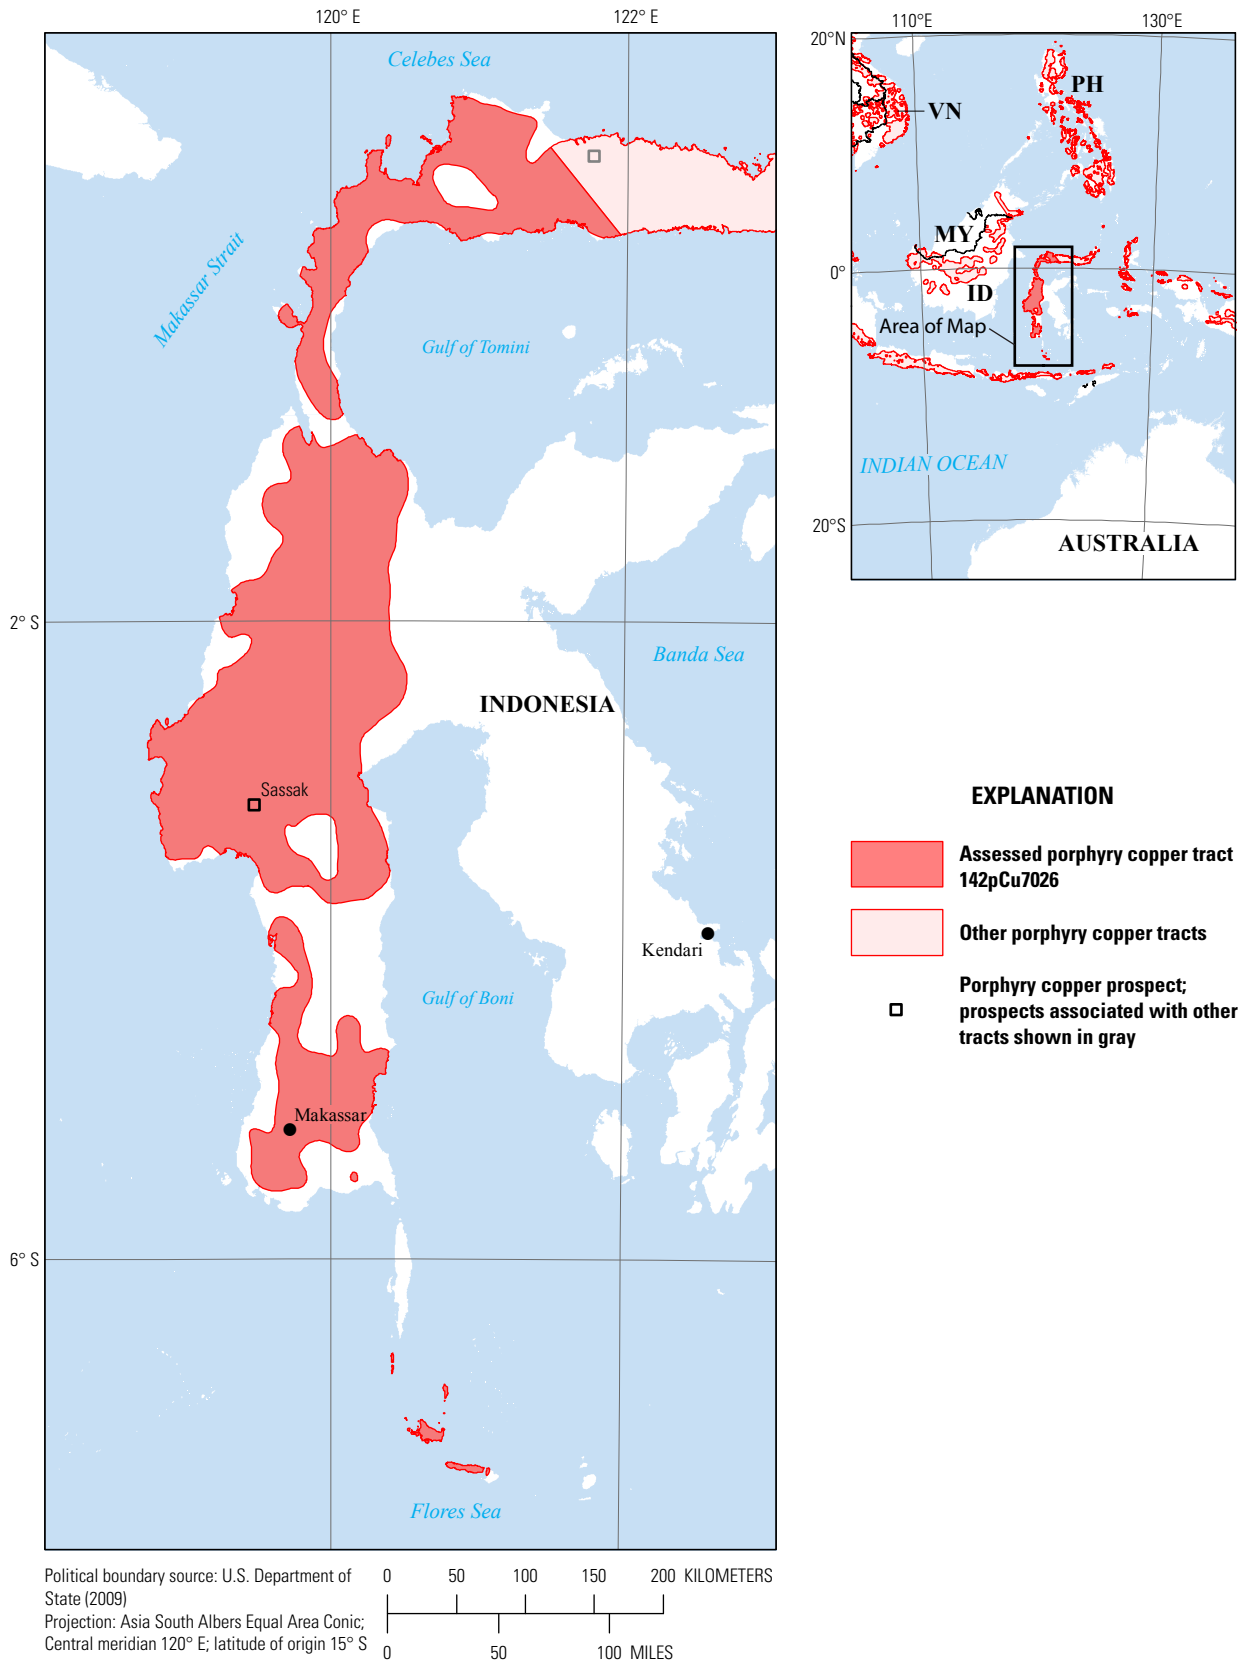 120° E
122° E
Celebes Sea
Makassar Strait
Gulf of Tomini
2° S
Banda Sea
INDONESIA
Sassak
Kendari
Gulf of Boni
Makassar
6° S
Flores Sea
110°E
130°E
20°N
PH
VN
MY
0°
ID
Area of Map
INDIAN OCEAN
20°S
AUSTRALIA
EXPLANATION
Assessed porphyry copper tract
142pCu7026
Other porphyry copper tracts
Porphyry copper prospect;
prospects associated with other
tracts shown in gray
Political boundary source: U.S. Department of
State (2009)
Projection: Asia South Albers Equal Area Conic;
Central meridian 120° E; latitude of origin 15° S
0 50 100 150 200 KILOMETERS
0 50 100 MILES